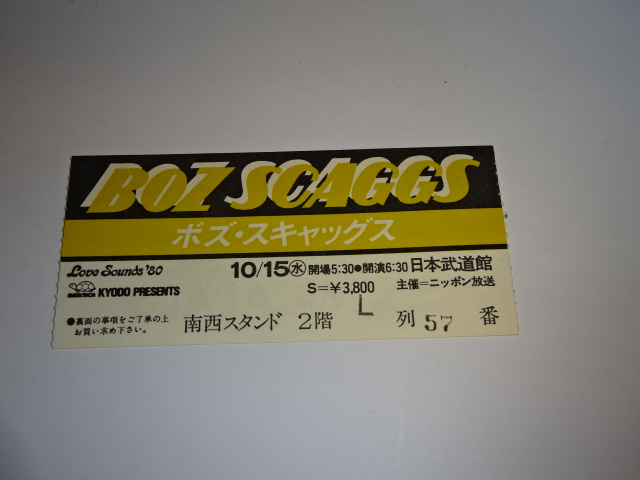 BOZ SCAGGS
ボズ・スキャッグス
Love Sounds '80
10/15㊌ 開場5:30●開演6:30 日本武道館
KYODO PRESENTS
S=¥3,800 主催=ニッポン放送
●裏面の事項をご了承の上
お買い求め下さい。
南西スタンド 2階 L 列 57 番